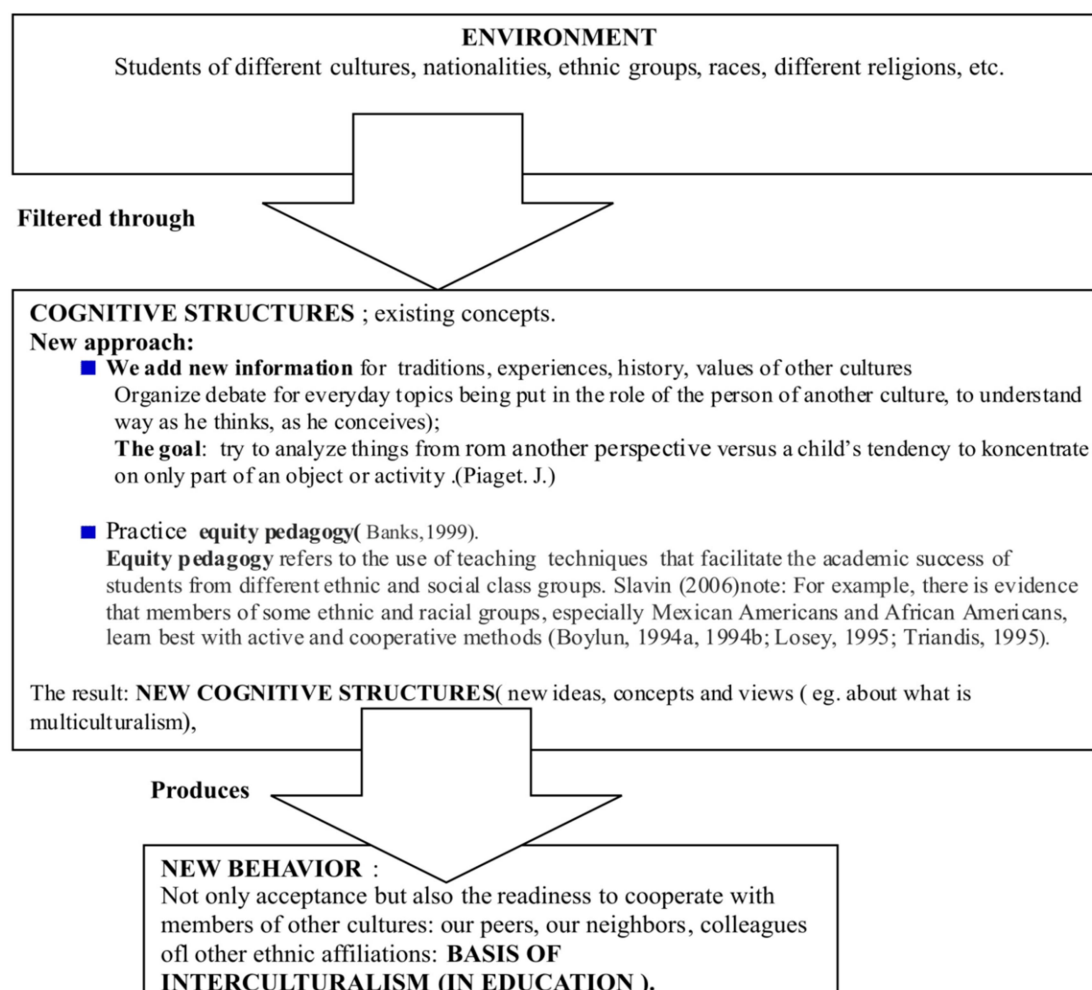 ENVIRONMENT
Students of different cultures, nationalities, ethnic groups, races, different religions, etc.
Filtered through
COGNITIVE STRUCTURES ; existing concepts.
New approach:
We add new information for traditions, experiences, history, values of other cultures
Organize debate for everyday topics being put in the role of the person of another culture, to understand
way as he thinks, as he conceives);
The goal: try to analyze things from rom another perspective versus a child's tendency to koncentrate
on only part of an object or activity .(Piaget. J.)
Practice equity pedagogy( Banks,1999).
Equity pedagogy refers to the use of teaching techniques that facilitate the academic success of
students from different ethnic and social class groups. Slavin (2006)note: For example, there is evidence
that members of some ethnic and racial groups, especially Mexican Americans and African Americans,
learn best with active and cooperative methods (Boylun, 1994a, 1994b; Losey, 1995; Triandis, 1995).
The result: NEW COGNITIVE STRUCTURES( new ideas, concepts and views ( eg. about what is
multiculturalism),
Produces
NEW BEHAVIOR :
Not only acceptance but also the readiness to cooperate with
members of other cultures: our peers, our neighbors, colleagues
ofl other ethnic affiliations: BASIS OF
INTERCULTURALISM (IN EDUCATION ).